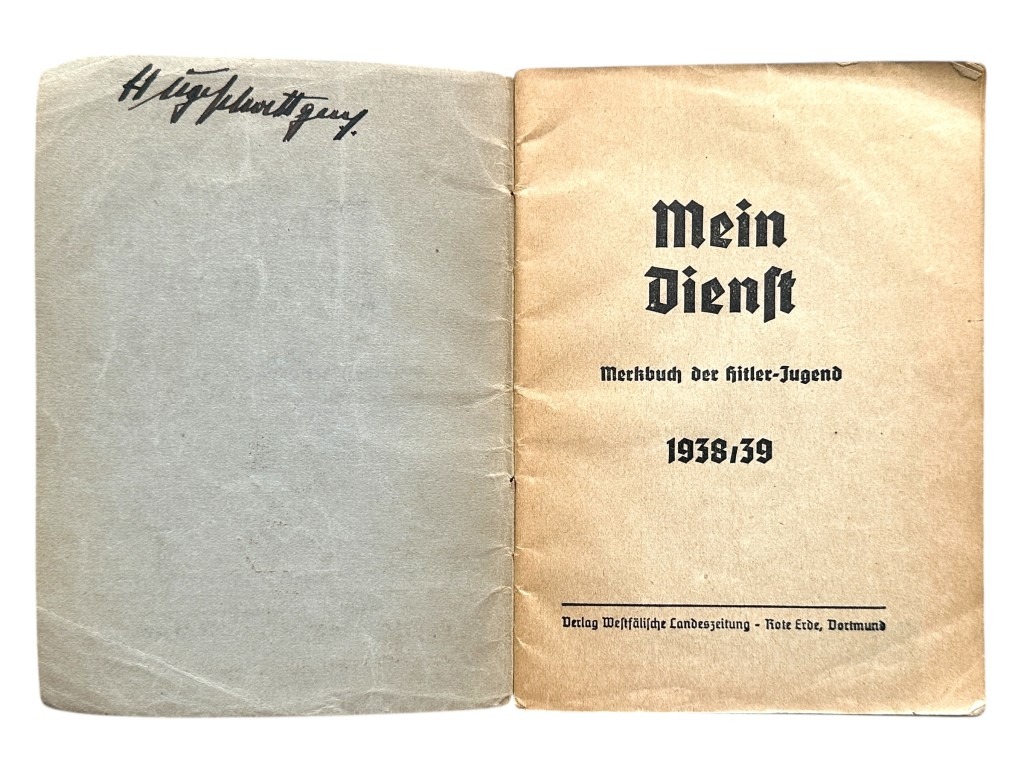 Mein
Dienst
Merkbuch der Hitler-Jugend
1938/39
Verlag Westfälische Landeszeitung - Rote Erde, Dortmund